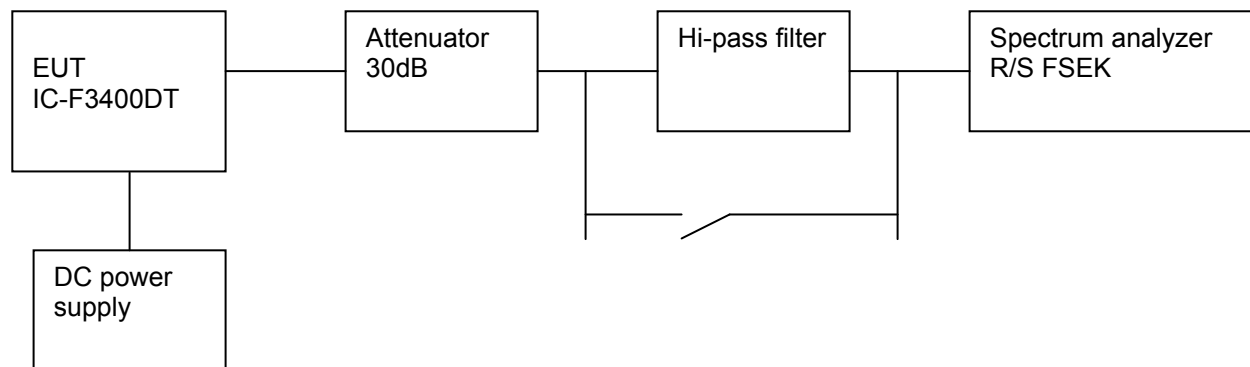 EUT
IC-F3400DT
Attenuator
30dB
Hi-pass filter
Spectrum analyzer
R/S FSEK
DC power
supply